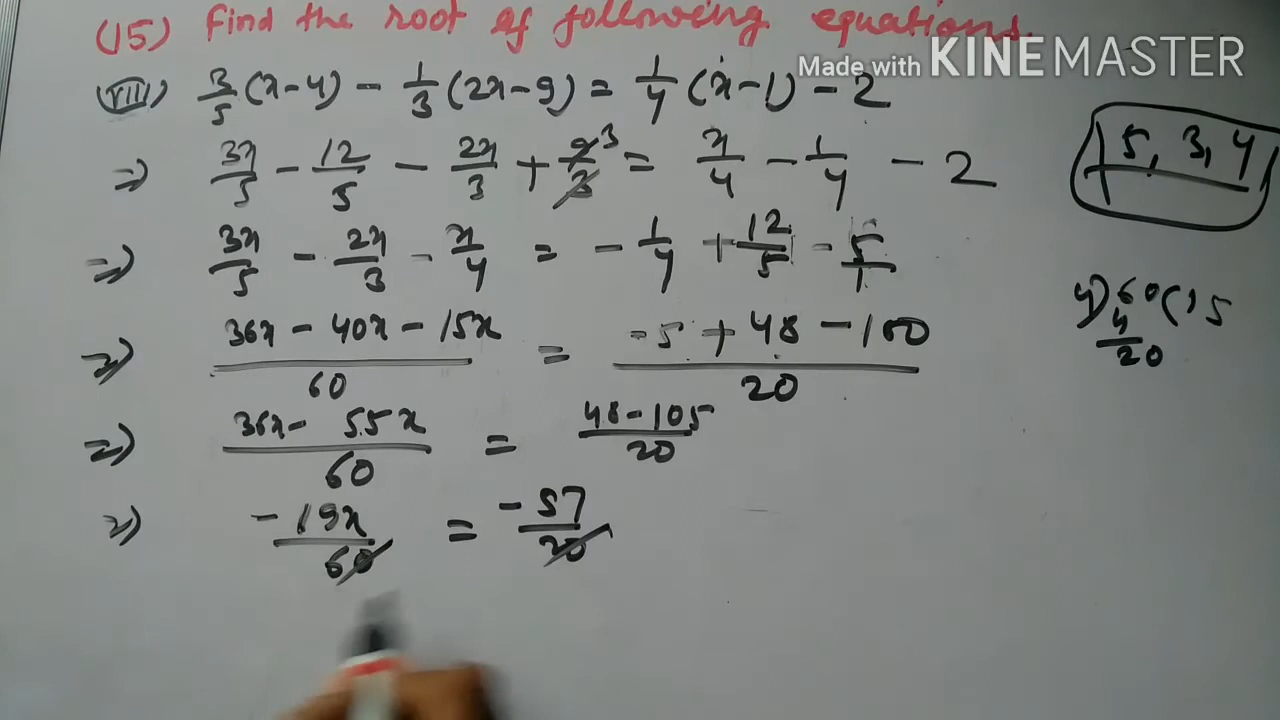 (15) Find the root of following equations.
Made with KINEMASTER
(VIII) 3/5 (x-4) - 1/3 (2x-9) = 1/4 (x-1) - 2
=) 3x/5 - 12/5 - 2x/3 + 9/3 3 = x/4 - 1/4 - 2
5, 3, 4
=) 3x/5 - 2x/3 - x/4 = - 1/4 + 12/5 - 5/1
4) 60 (15
4
20
=) 36x - 40x - 15x / 60 = -5 + 48 - 100 / 20
=) 36x - 55x / 60 = 48 - 105 / 20
=) -19x / 60 = -57 / 20